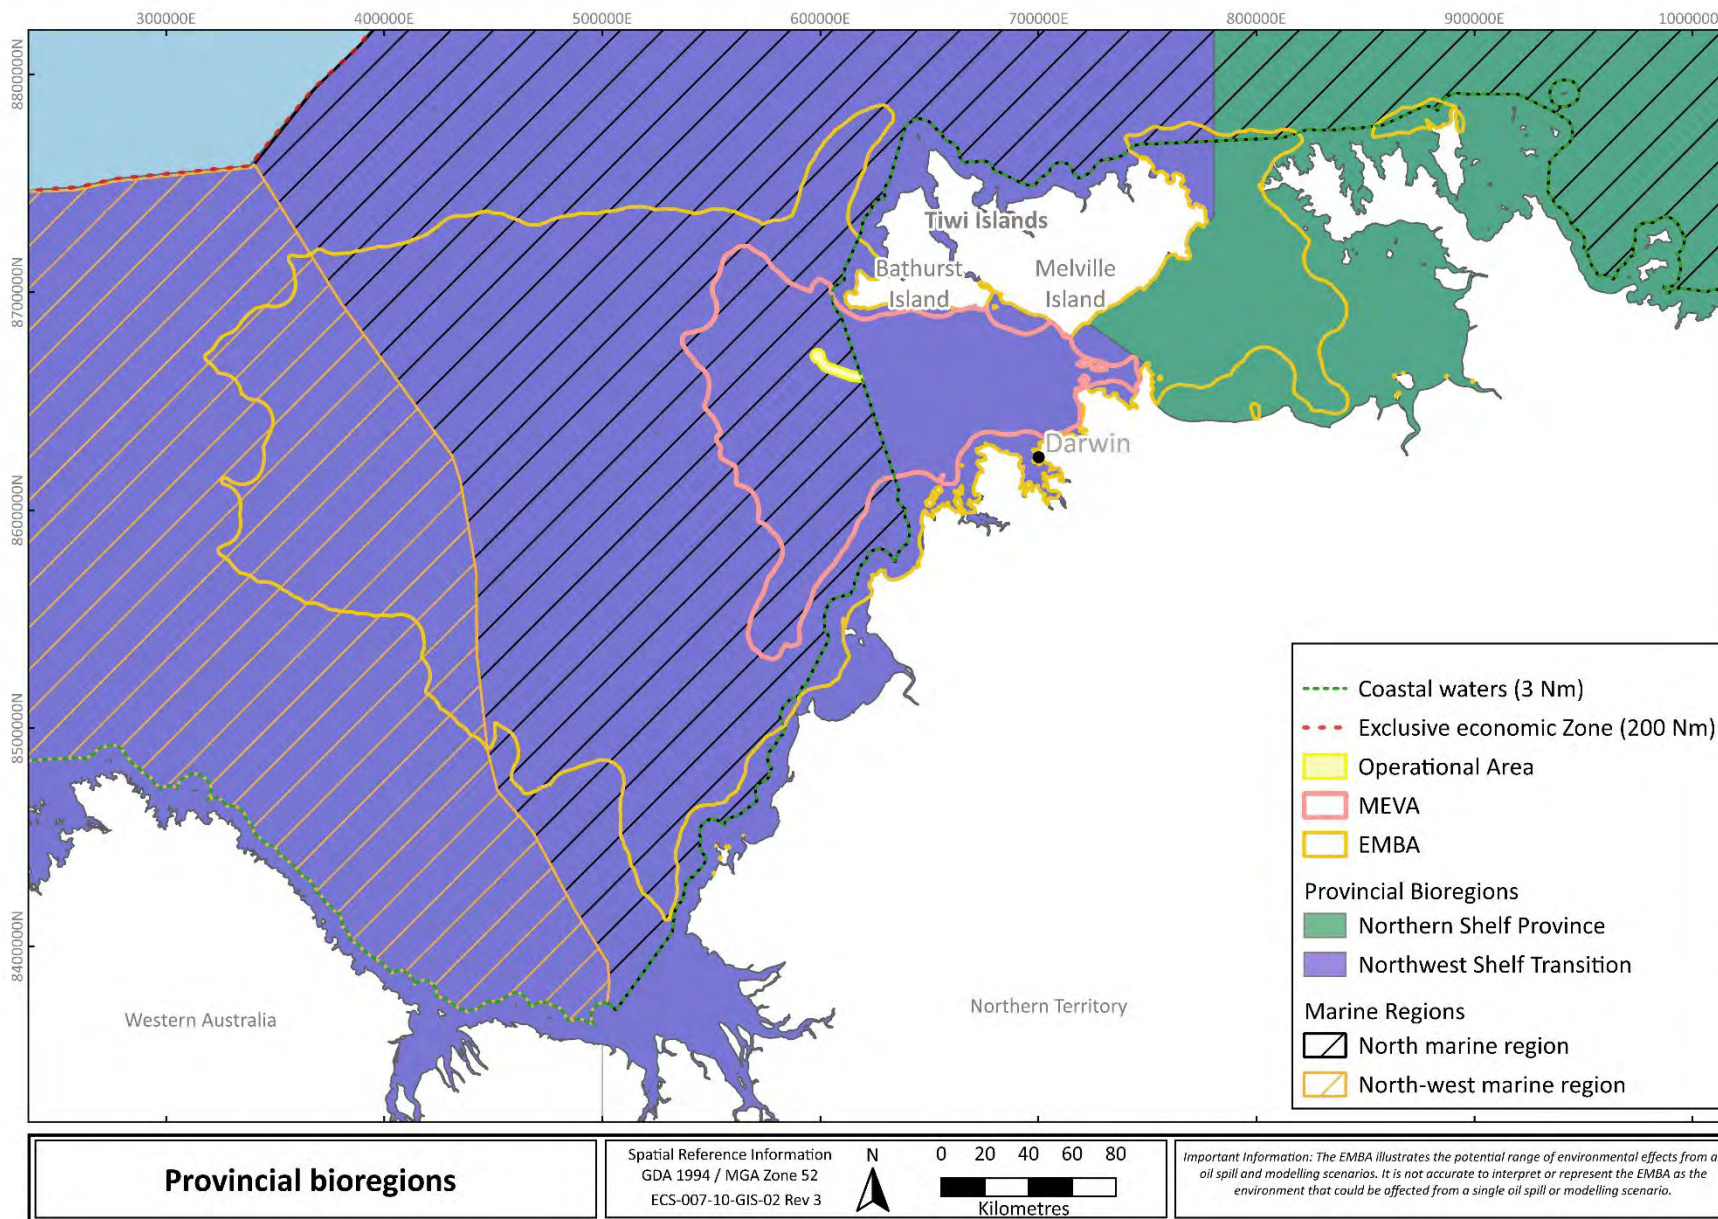 300000E 400000E 500000E 600000E 700000E 800000E 900000E 1000000E
8800000N
8700000N
8600000N
8500000N
8400000N
Tiwi Islands
Bathurst
Island
Melville
Island
Darwin
Western Australia
Northern Territory
Coastal waters (3 Nm)
Exclusive economic Zone (200 Nm)
Operational Area
MEVA
EMBA
Provincial Bioregions
Northern Shelf Province
Northwest Shelf Transition
Marine Regions
North marine region
North-west marine region
Provincial bioregions
Spatial Reference Information
GDA 1994 / MGA Zone 52
ECS-007-10-GIS-02 Rev 3
N
0 20 40 60 80
Kilometres
Important Information: The EMBA illustrates the potential range of environmental effects from a
oil spill and modelling scenarios. It is not accurate to interpret or represent the EMBA as the
environment that could be affected from a single oil spill or modelling scenario.